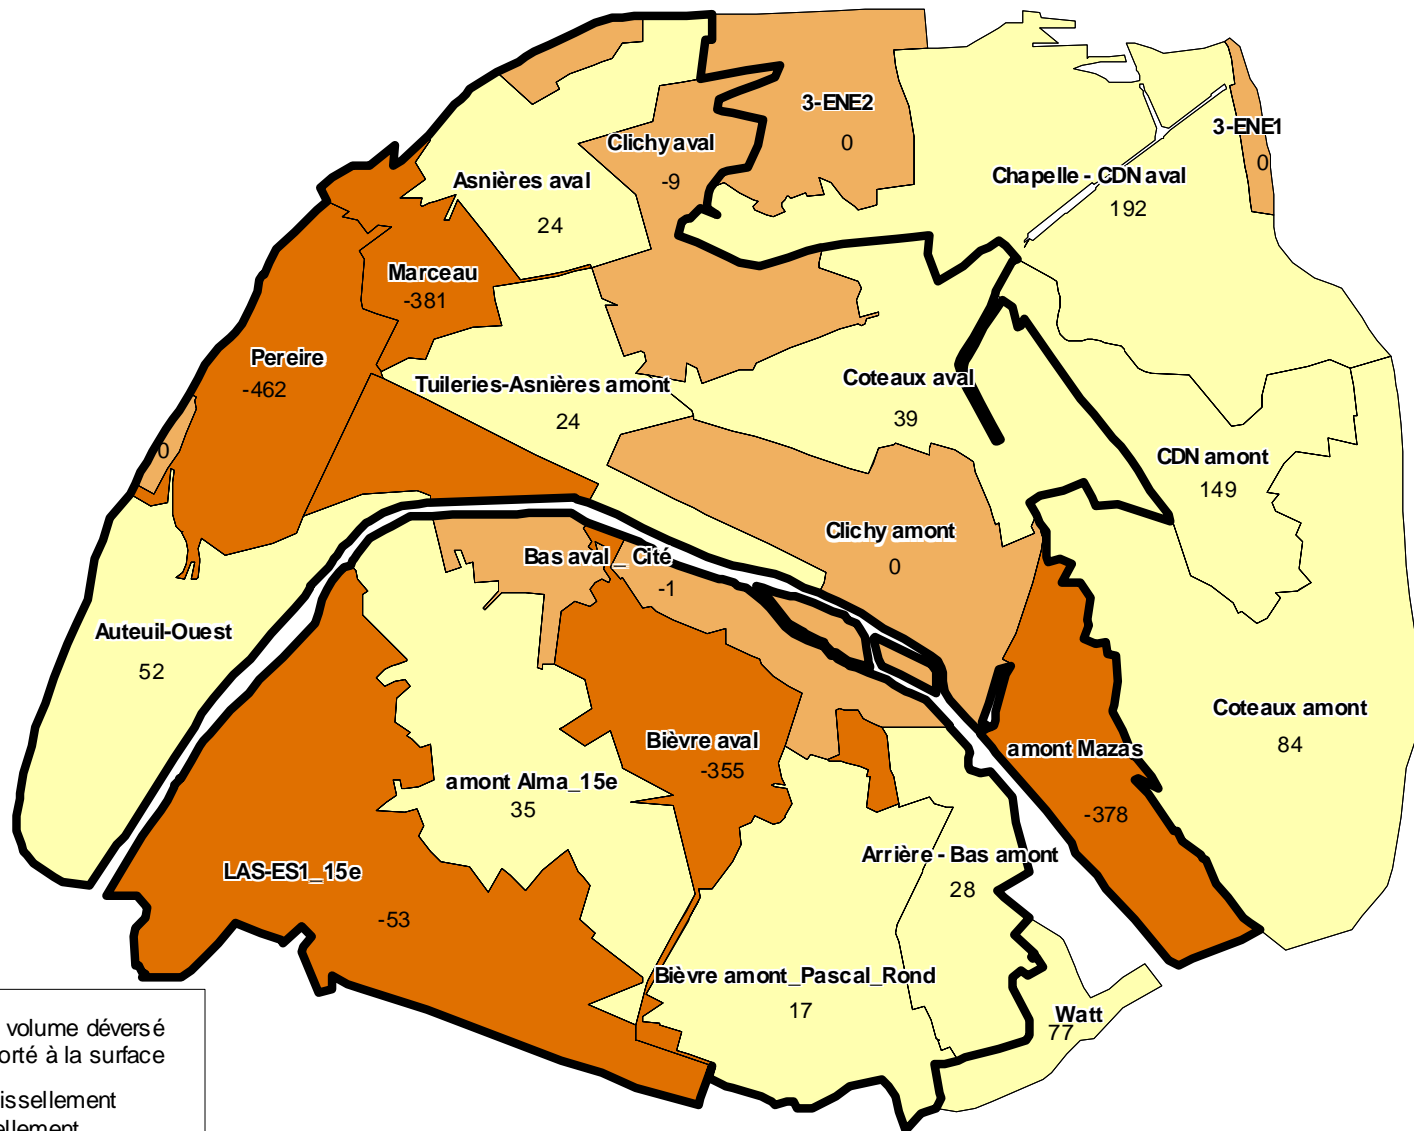 3-ENE2
0
3-ENE1
0
Clichy aval
-9
Asnières aval
24
Chapelle - CDN aval
192
Marceau
-381
Pereire
-462
Tuileries-Asnières amont
24
Coteaux aval
39
0
CDN amont
149
Clichy amont
0
Bas aval _ Cité
-1
Auteuil-Ouest
52
Coteaux amont
84
Bièvre aval
-355
amont Mazas
-378
amont Alma_15e
35
Arrière - Bas amont
28
LAS-ES1_15e
-53
Bièvre amont_Pascal_Rond
17
Watt
77
volume déversé
orté à la surface
issellement
ellement